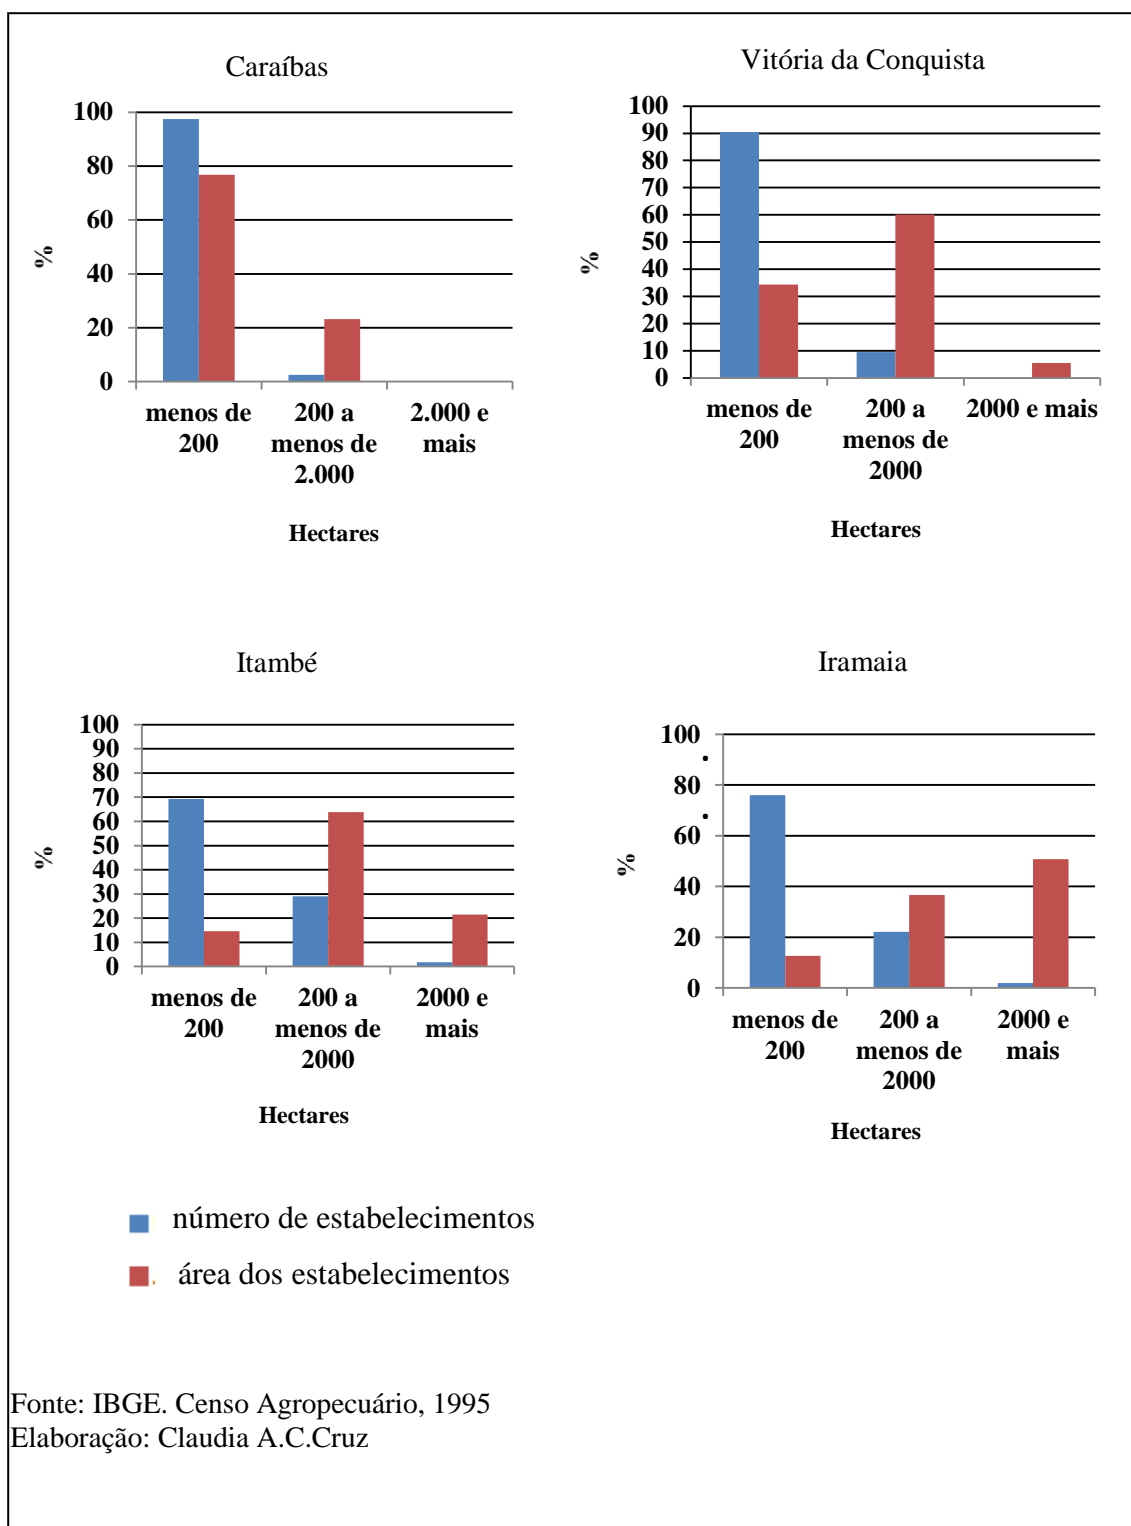 Caraíbas
100
80
60
40
20
0
%
menos de
200
200 a
menos de
2.000
2.000 e
mais
Hectares
Vitória da Conquista
100
90
80
70
60
50
40
30
20
10
0
%
menos de
200
200 a
menos de
2000
2000 e mais
Hectares
Itambé
100
90
80
70
60
50
40
30
20
10
0
%
menos de
200
200 a
menos de
2000
2000 e
mais
Hectares
Iramaia
100
80
60
40
20
0
%
menos de
200
200 a
menos de
2000
2000 e
mais
Hectares
número de estabelecimentos
área dos estabelecimentos
Fonte: IBGE. Censo Agropecuário, 1995
Elaboração: Claudia A.C.Cruz